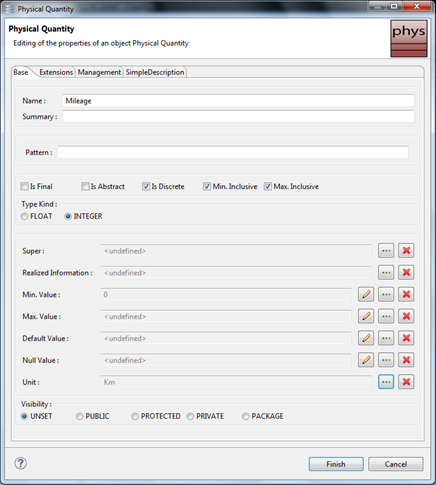 Physical Quantity
Physical Quantity
Editing of the properties of an object Physical Quantity
phys
Base Extensions Management SimpleDescription
Name : Mileage
Summary :
Pattern :
Is Final Is Abstract Is Discrete Min. Inclusive Max. Inclusive
Type Kind :
FLOAT INTEGER
Super : <undefined>
Realized Information : <undefined>
Min. Value : 0
Max. Value : <undefined>
Default Value : <undefined>
Null Value : <undefined>
Unit : Km
Visibility :
UNSET PUBLIC PROTECTED PRIVATE PACKAGE
? Finish Cancel